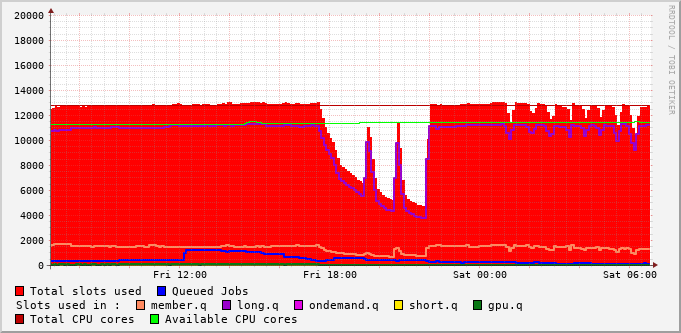 RRDTOOL / TOBI OETIKER
20000
18000
16000
14000
12000
10000
8000
6000
4000
2000
0
Fri 12:00 Fri 18:00 Sat 00:00 Sat 06:00
Total slots used Queued Jobs
Slots used in : member.q long.q ondemand.q short.q gpu.q
Total CPU cores Available CPU cores